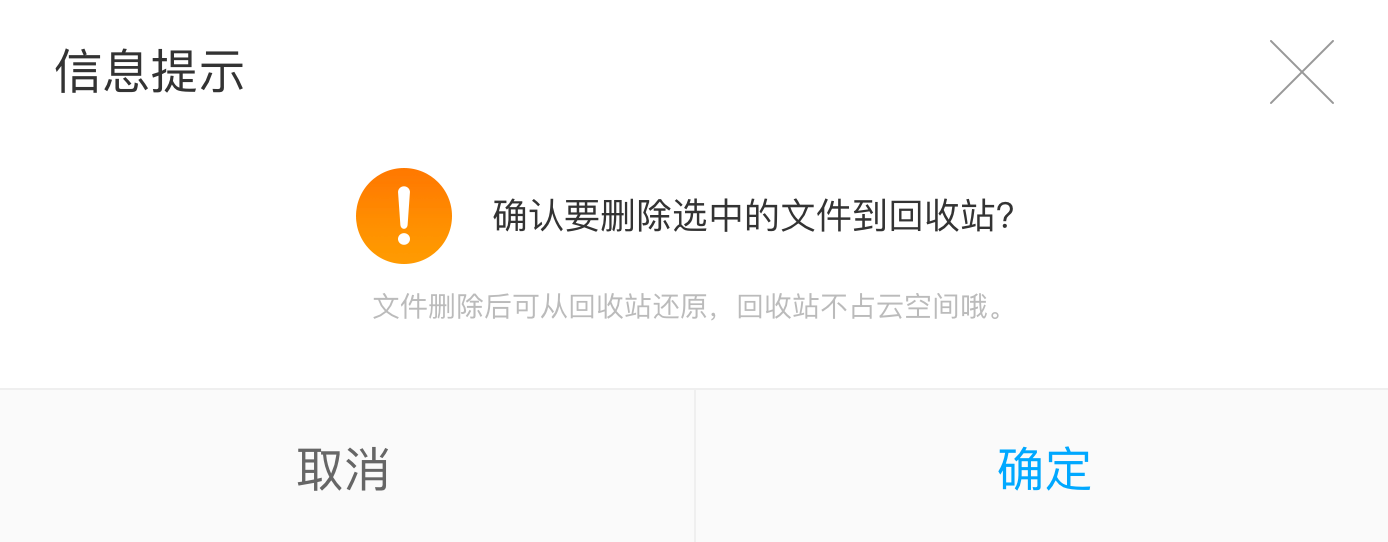 信息提示
确认要删除选中的文件到回收站?
文件删除后可从回收站还原，回收站不占云空间哦。
取消
确定